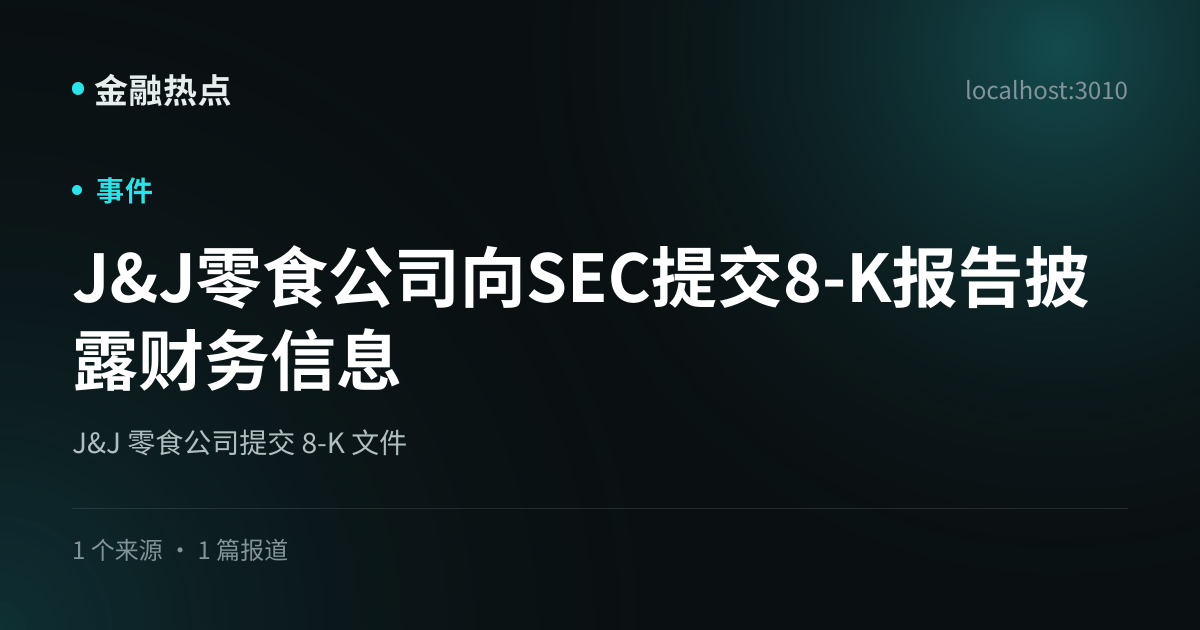 金融热点
localhost:3010
事件
J&J零食公司向SEC提交8-K报告披
露财务信息
J&J 零食公司提交 8-K 文件
1 个来源 · 1 篇报道